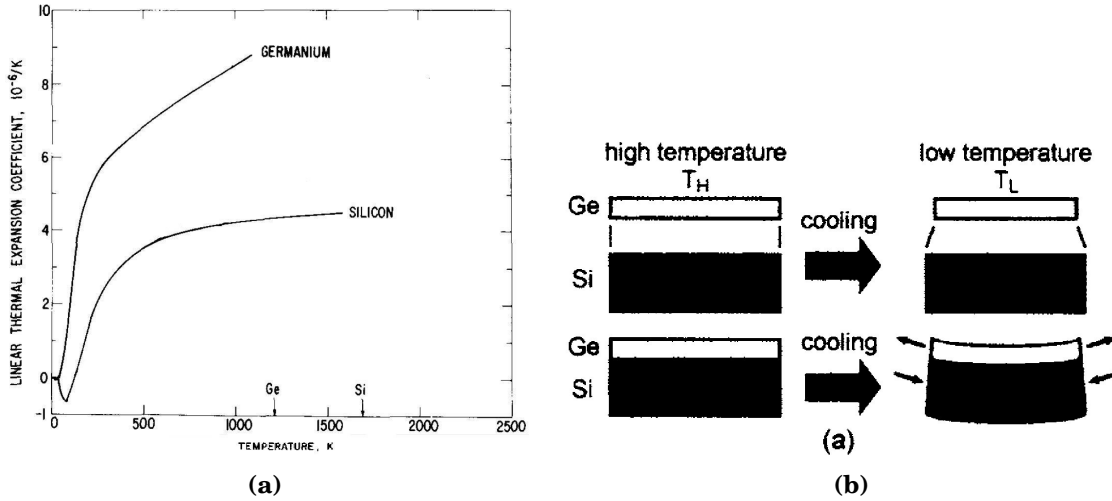 10
8
6
4
2
0
-1
LINEAR THERMAL EXPANSION COEFFICIENT, 10⁻⁶/K
GERMANIUM
SILICON
Ge Si
0 500 1000 1500 2000 2500
TEMPERATURE, K
(a)
high temperature
T_H
low temperature
T_L
Ge
cooling
Si
Ge
cooling
Si
(a)
(b)